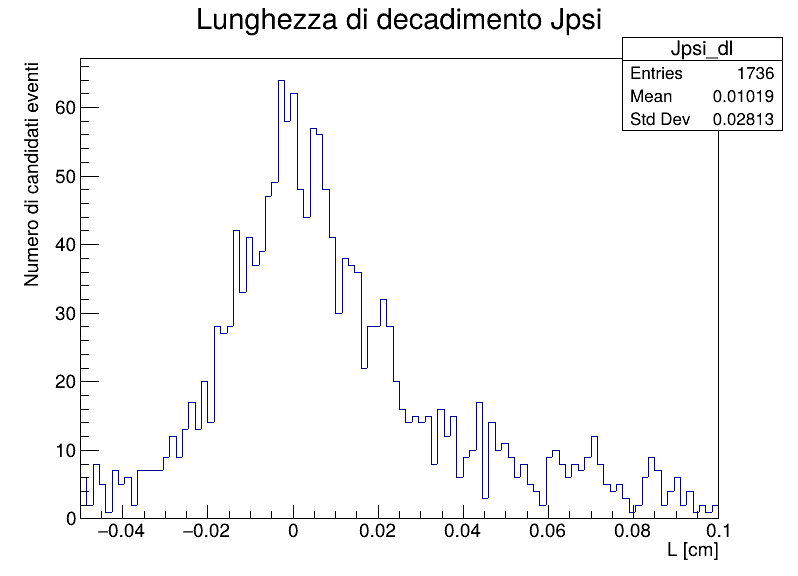 Lunghezza di decadimento Jpsi
Jpsi_dl
Entries 1736
Mean 0.01019
Std Dev 0.02813
Numero di candidati eventi
60
50
40
30
20
10
0
−0.04 −0.02 0 0.02 0.04 0.06 0.08 0.1
L [cm]